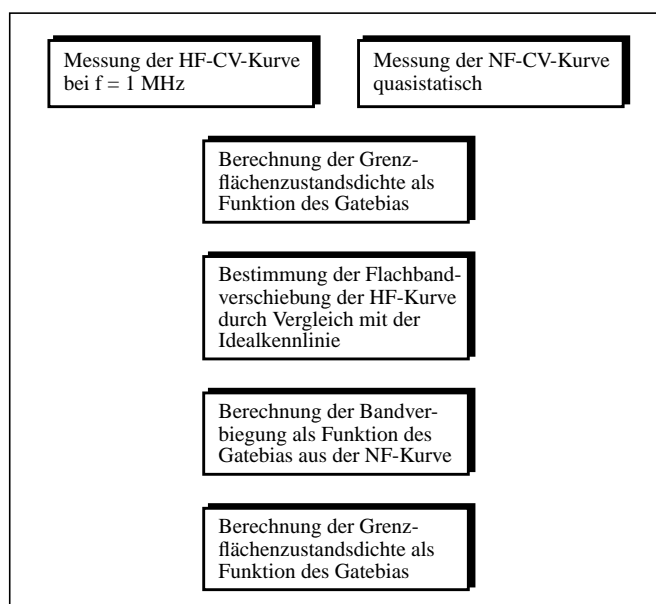 Messung der HF-CV-Kurve
bei f = 1 MHz
Messung der NF-CV-Kurve
quasistatisch
Berechnung der Grenz-
flächenzustandsdichte als
Funktion des Gatebias
Bestimmung der Flachband-
verschiebung der HF-Kurve
durch Vergleich mit der
Idealkennlinie
Berechnung der Bandver-
biegung als Funktion des
Gatebias aus der NF-Kurve
Berechnung der Grenz-
flächenzustandsdichte als
Funktion des Gatebias